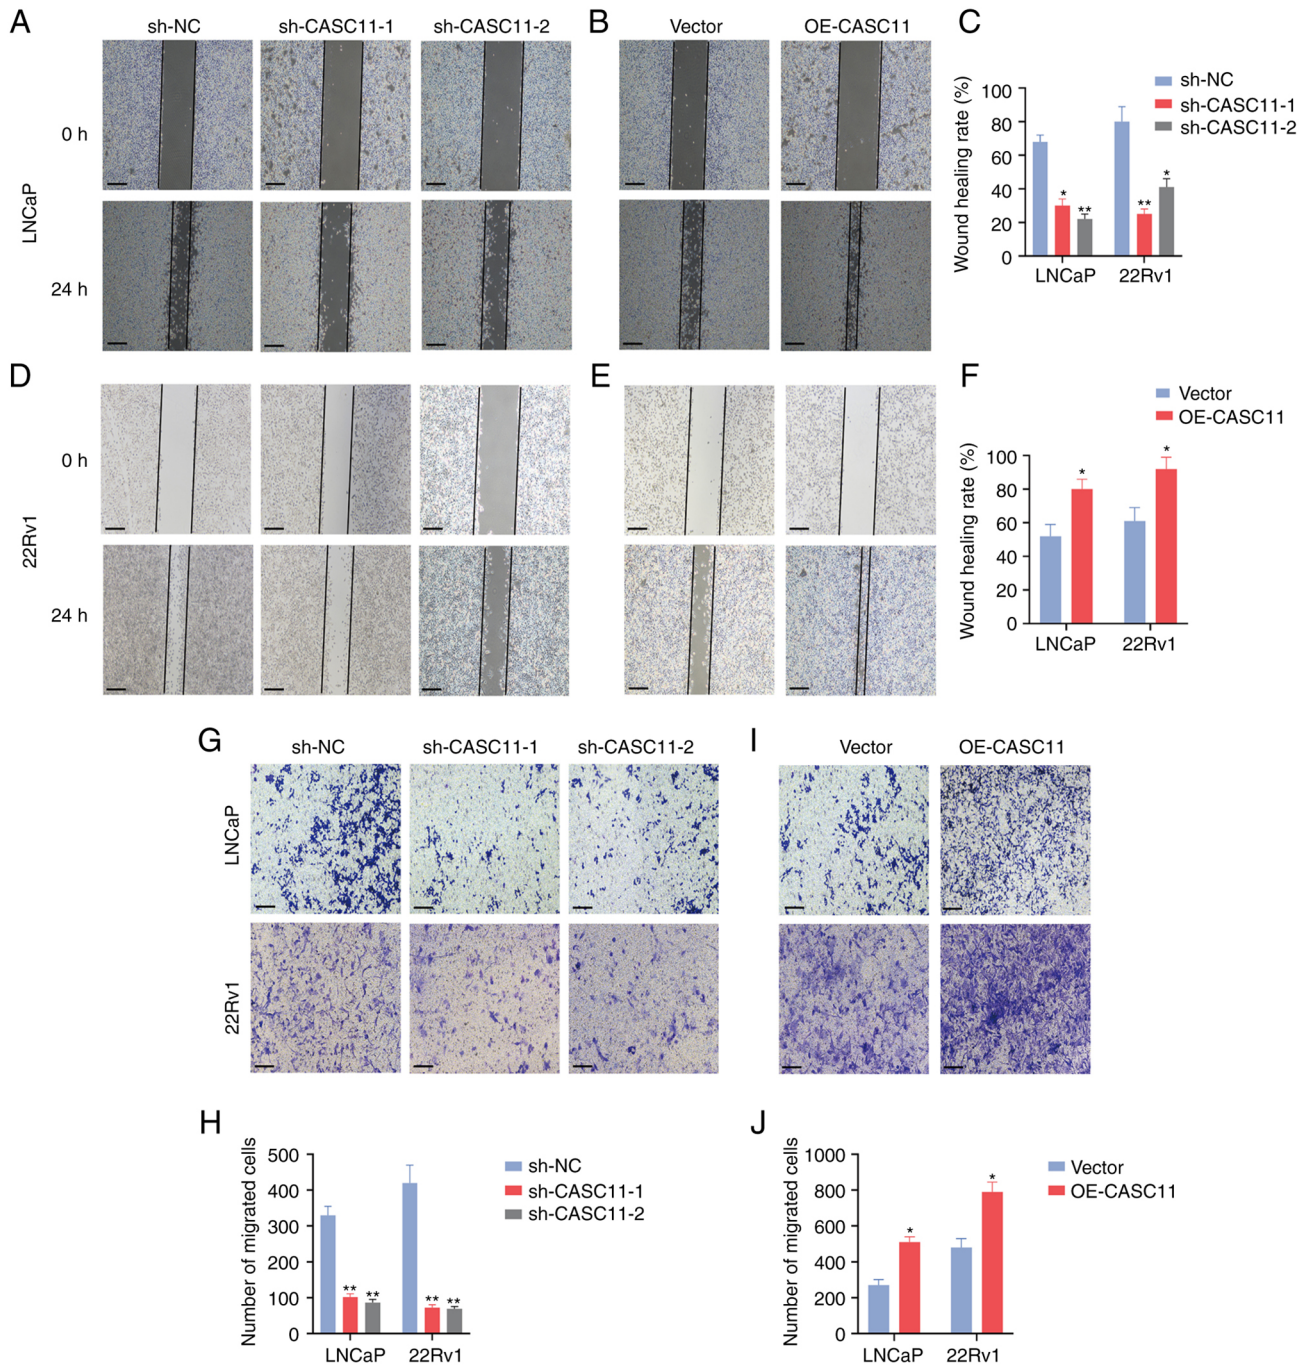 A
sh-NC
sh-CASC11-1
sh-CASC11-2
B
Vector
OE-CASC11
C
LNCaP
0 h
24 h
Wound healing rate (%)
100
80
60
40
20
0
*
**
**
*
LNCaP
22Rv1
sh-NC
sh-CASC11-1
sh-CASC11-2
D
E
F
22Rv1
0 h
24 h
Wound healing rate (%)
100
80
60
40
20
0
*
*
LNCaP
22Rv1
Vector
OE-CASC11
G
sh-NC
sh-CASC11-1
sh-CASC11-2
I
Vector
OE-CASC11
LNCaP
22Rv1
H
Number of migrated cells
500
400
300
200
100
0
**
**
**
**
LNCaP
22Rv1
sh-NC
sh-CASC11-1
sh-CASC11-2
J
Number of migrated cells
1000
800
600
400
200
0
*
*
LNCaP
22Rv1
Vector
OE-CASC11